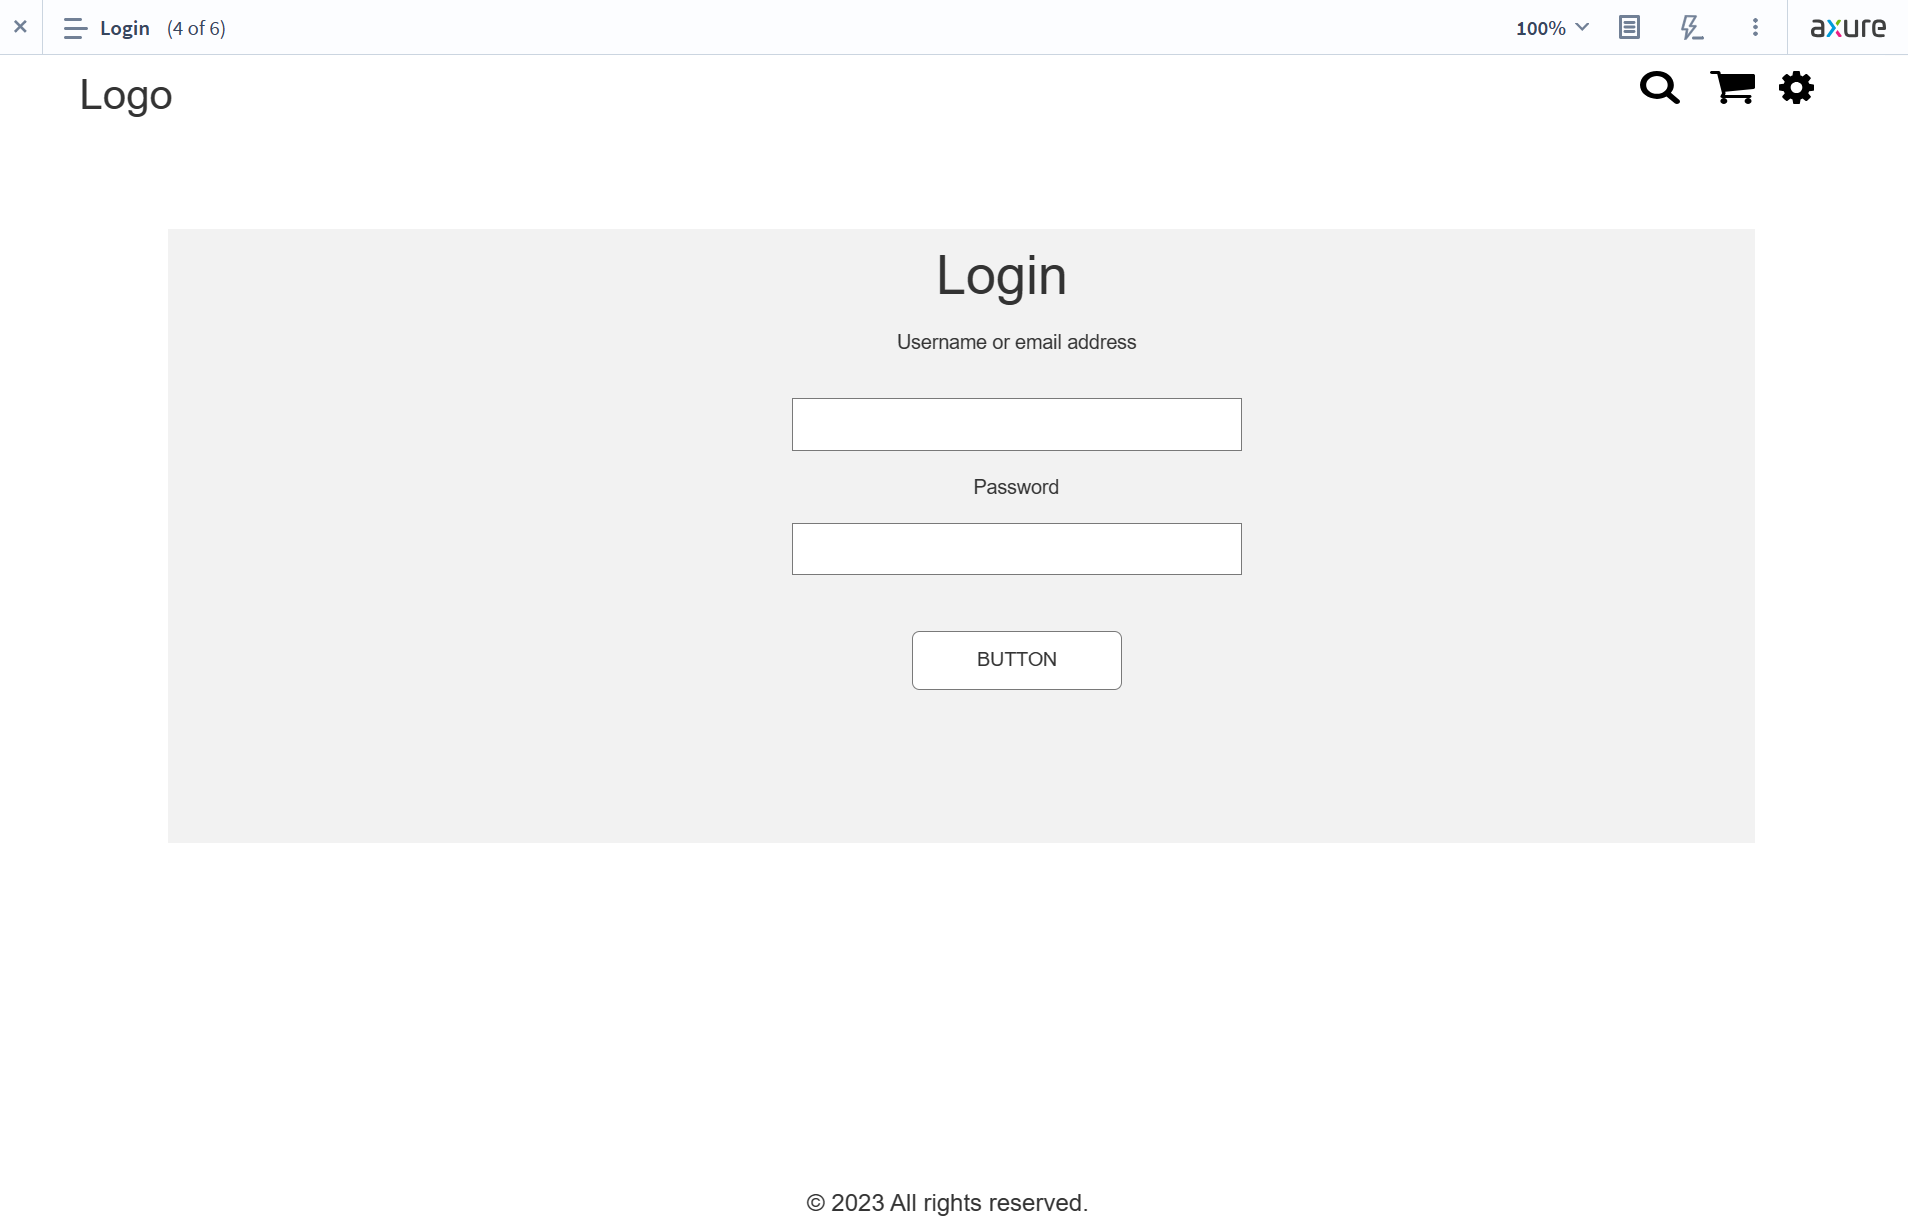 Login (4 of 6)
100%
axure
Logo
Login
Username or email address
Password
BUTTON
© 2023 All rights reserved.